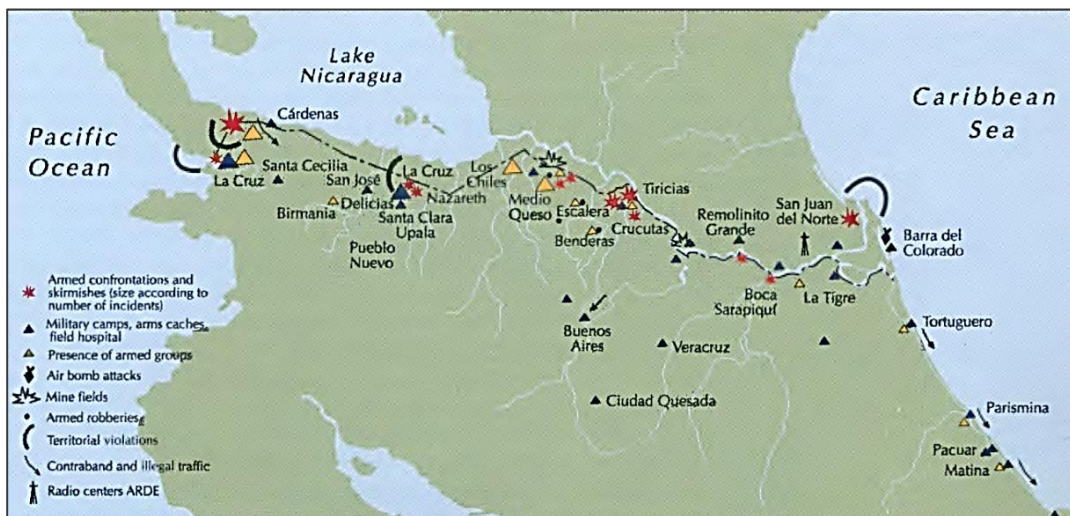 Lake
Nicaragua
Caribbean
Sea
Pacific
Ocean
Cárdenas
Santa Cecilia
La Cruz
San José
La Cruz
Nazareth
Los
Chiles
Birmania
Delicias
Santa Clara
Upala
Pueblo
Nuevo
Medio
Queso
Escalera
Benderas
Tiricias
Crucutas
Remolinito
Grande
San Juan
del Norte
Barra del
Colorado
Boca
Sarapiquí
La Tigre
Buenos
Aires
Veracruz
Tortuguero
Ciudad Quesada
Parismina
Pacuar
Matina
Armed confrontations and
skirmishes (size according to
number of incidents)
Military camps, arms caches,
field hospital
Presence of armed groups
Air bomb attacks
Mine fields
Armed robberies
Territorial violations
Contraband and illegal traffic
Radio centers ARDE